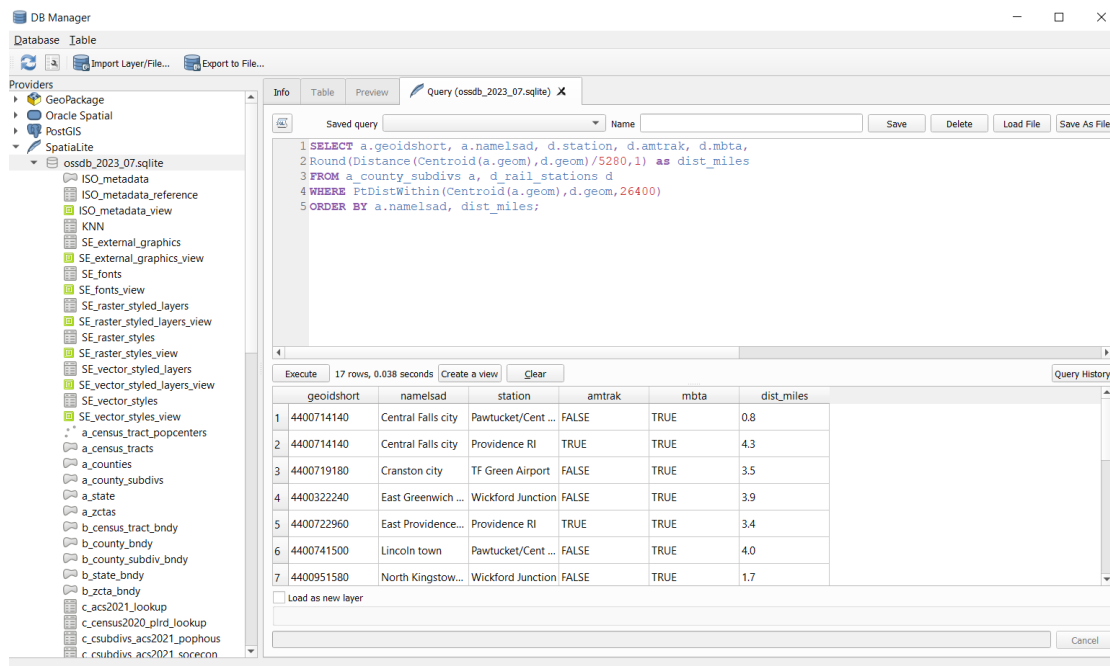 DB Manager
Database Table
Import Layer/File... Export to File...
Providers
GeoPackage
Oracle Spatial
PostGIS
SpatiaLite
ossdb_2023_07.sqlite
ISO_metadata
ISO_metadata_reference
ISO_metadata_view
KNN
SE_external_graphics
SE_external_graphics_view
SE_fonts
SE_fonts_view
SE_raster_styled_layers
SE_raster_styled_layers_view
SE_raster_styles
SE_raster_styles_view
SE_vector_styled_layers
SE_vector_styled_layers_view
SE_vector_styles
SE_vector_styles_view
a_census_tract_popcenters
a_census_tracts
a_counties
a_county_subdivs
a_state
a_zctas
b_census_tract_bndy
b_county_bndy
b_county_subdiv_bndy
b_state_bndy
b_zcta_bndy
c_acs2021_lookup
c_census2020_plrd_lookup
c_csubdivs_acs2021_pophous
c_csubdivs_acs2021_socecon
Info Table Preview Query (ossdb_2023_07.sqlite)
Saved query Name Save Delete Load File Save As File
1 SELECT a.geoidshort, a.namelsad, d.station, d.amtrak, d.mbta,
2 Round(Distance(Centroid(a.geom),d.geom)/5280,1) as dist_miles
3 FROM a_county_subdivs a, d_rail_stations d
4 WHERE PtDistWithin(Centroid(a.geom),d.geom,26400)
5 ORDER BY a.namelsad, dist_miles;
Execute 17 rows, 0.038 seconds Create a view Clear Query History
geoidshort namelsad station amtrak mbta dist_miles
1 4400714140 Central Falls city Pawtucket/Cent ... FALSE TRUE 0.8
2 4400714140 Central Falls city Providence RI TRUE TRUE 4.3
3 4400719180 Cranston city TF Green Airport FALSE TRUE 3.5
4 4400322240 East Greenwich ... Wickford Junction FALSE TRUE 3.9
5 4400722960 East Providence... Providence RI TRUE TRUE 3.4
6 4400741500 Lincoln town Pawtucket/Cent ... FALSE TRUE 4.0
7 4400951580 North Kingstow... Wickford Junction FALSE TRUE 1.7
Load as new layer
Cancel